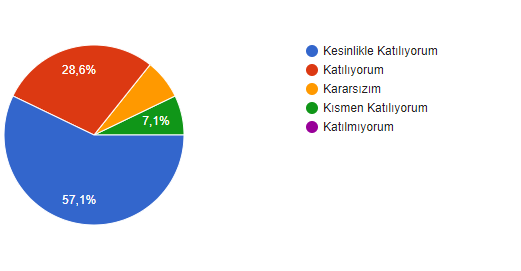 28,6%
7,1%
57,1%
Kesinlikle Katılıyorum
Katılıyorum
Kararsızım
Kısmen Katılıyorum
Katılmıyorum